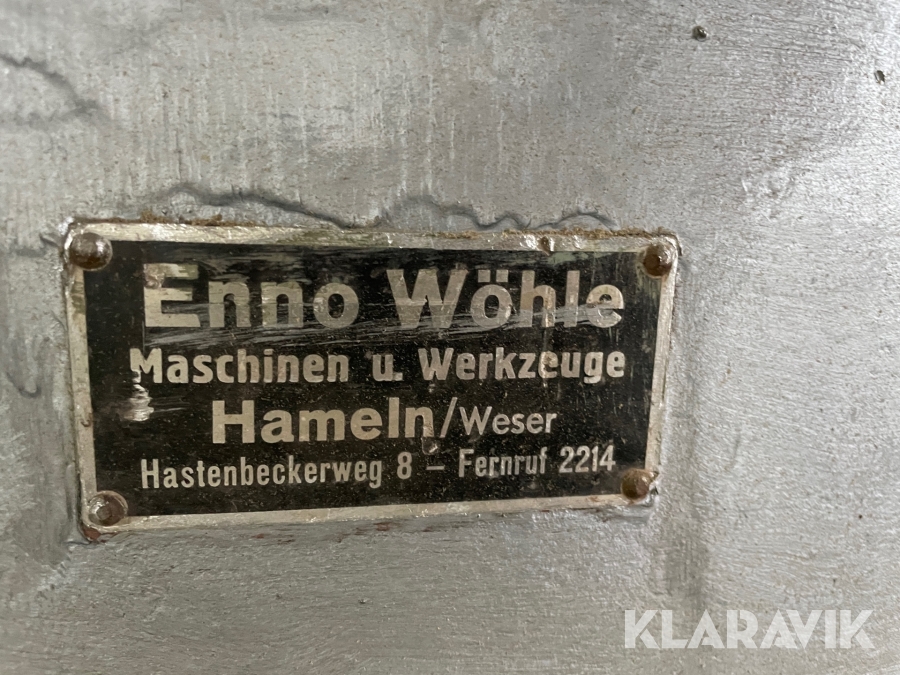 Enno Wöhle
Maschinen u. Werkzeuge
Hameln/Weser
Hastenbeckerweg 8 – Fernruf 2214
KLARAVIK